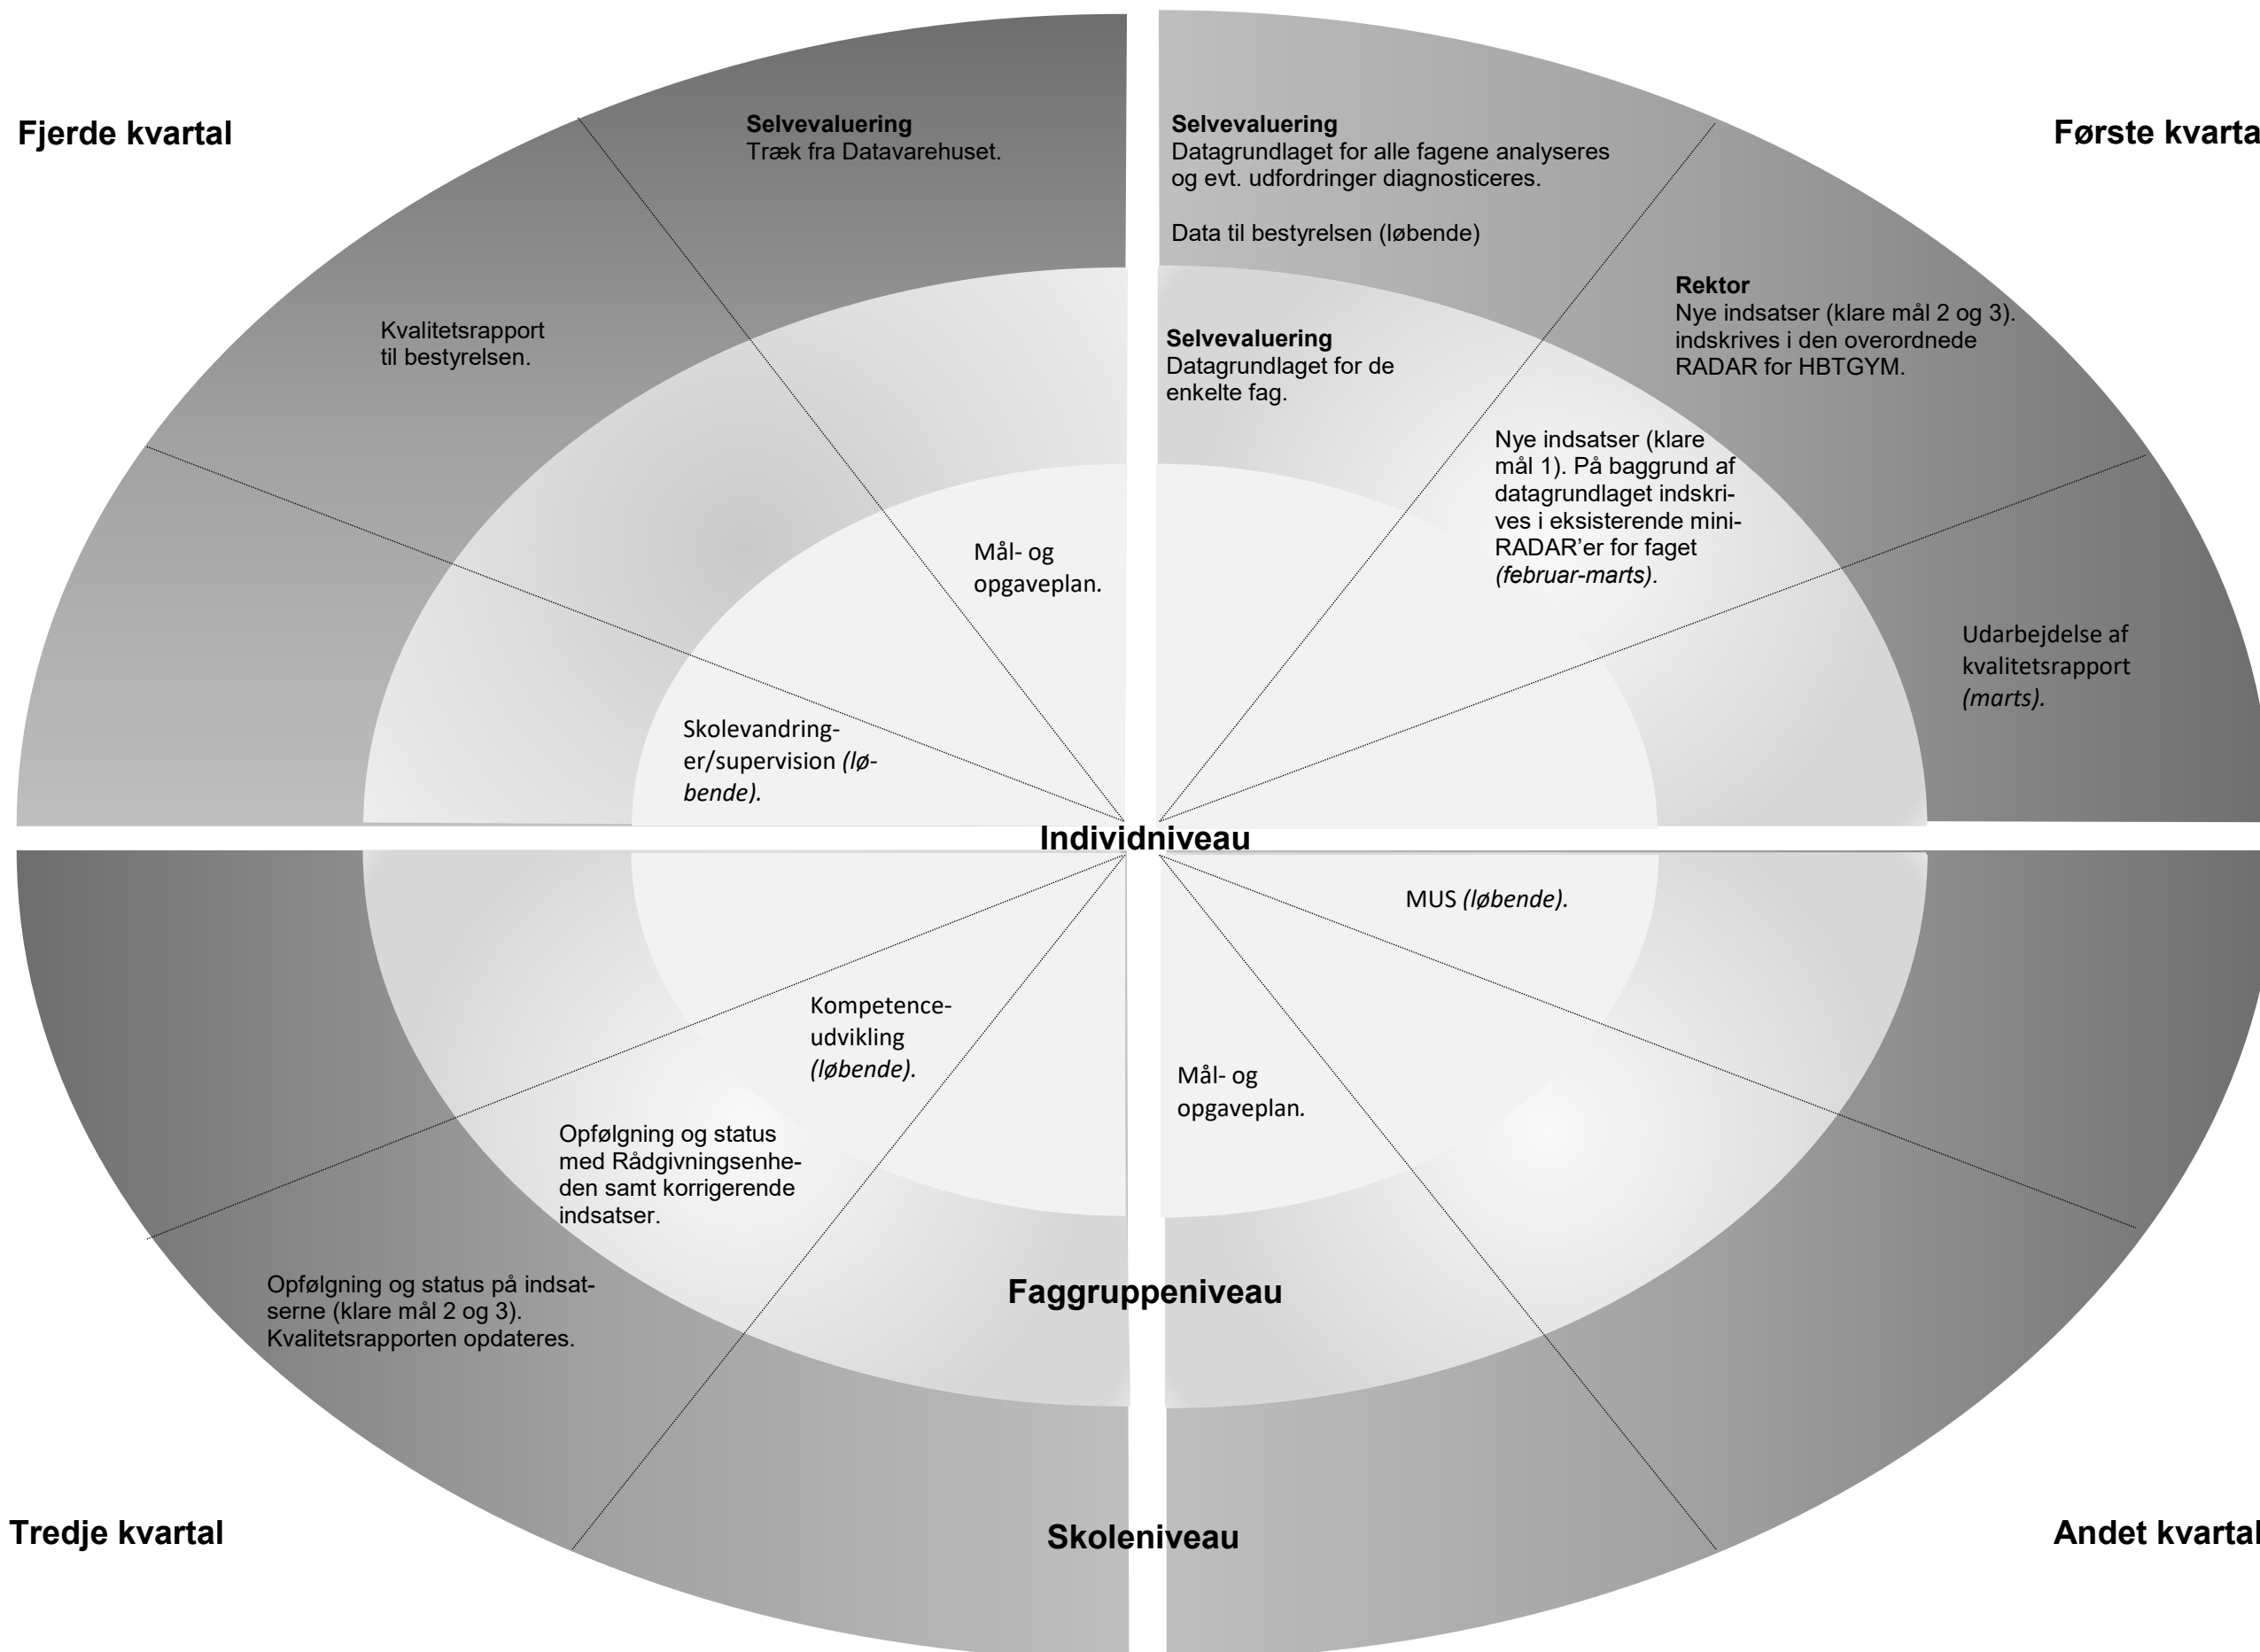 Fjerde kvartal
Selvevaluering
Træk fra Datavarehuset.
Kvalitetsrapport
til bestyrelsen.
Mål- og
opgaveplan.
Skolevandring-
er/supervision (lø-
bende).
Første kvarta
Selvevaluering
Datagrundlaget for alle fagene analyseres
og evt. udfordringer diagnosticeres.
Data til bestyrelsen (løbende)
Rektor
Nye indsatser (klare mål 2 og 3).
indskrives i den overordnede
RADAR for HBTGYM.
Selvevaluering
Datagrundlaget for de
enkelte fag.
Nye indsatser (klare
mål 1). På baggrund af
datagrundlaget indskri-
ves i eksisterende mini-
RADAR’er for faget
(februar-marts).
Udarbejdelse af
kvalitetsrapport
(marts).
Individniveau
MUS (løbende).
Kompetence-
udvikling
(løbende).
Mål- og
opgaveplan.
Opfølgning og status
med Rådgivningsenhe-
den samt korrigerende
indsatser.
Opfølgning og status på indsat-
serne (klare mål 2 og 3).
Kvalitetsrapporten opdateres.
Faggruppeniveau
Tredje kvartal
Skoleniveau
Andet kvartal